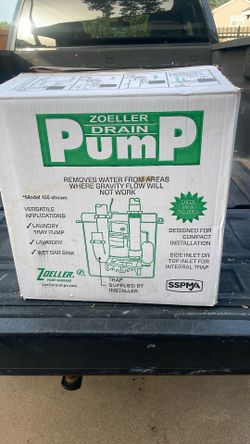 ZOELLER
DRAIN
PumP
REMOVES WATER FROM AREAS
WHERE GRAVITY FLOW WILL
NOT WORK
*Model 105 shown
VERSATILE
APPLICATIONS
✓ LAUNDRY
TRAY PUMP
✓ LAVATORY
✓ WET BAR SINK
DESIGNED FOR
COMPACT
INSTALLATION
SIDE INLET OR
TOP INLET FOR
INTEGRAL TRAP
ZOELLER
TRAP
SUPPLIED BY
INSTALLER
SSPMA